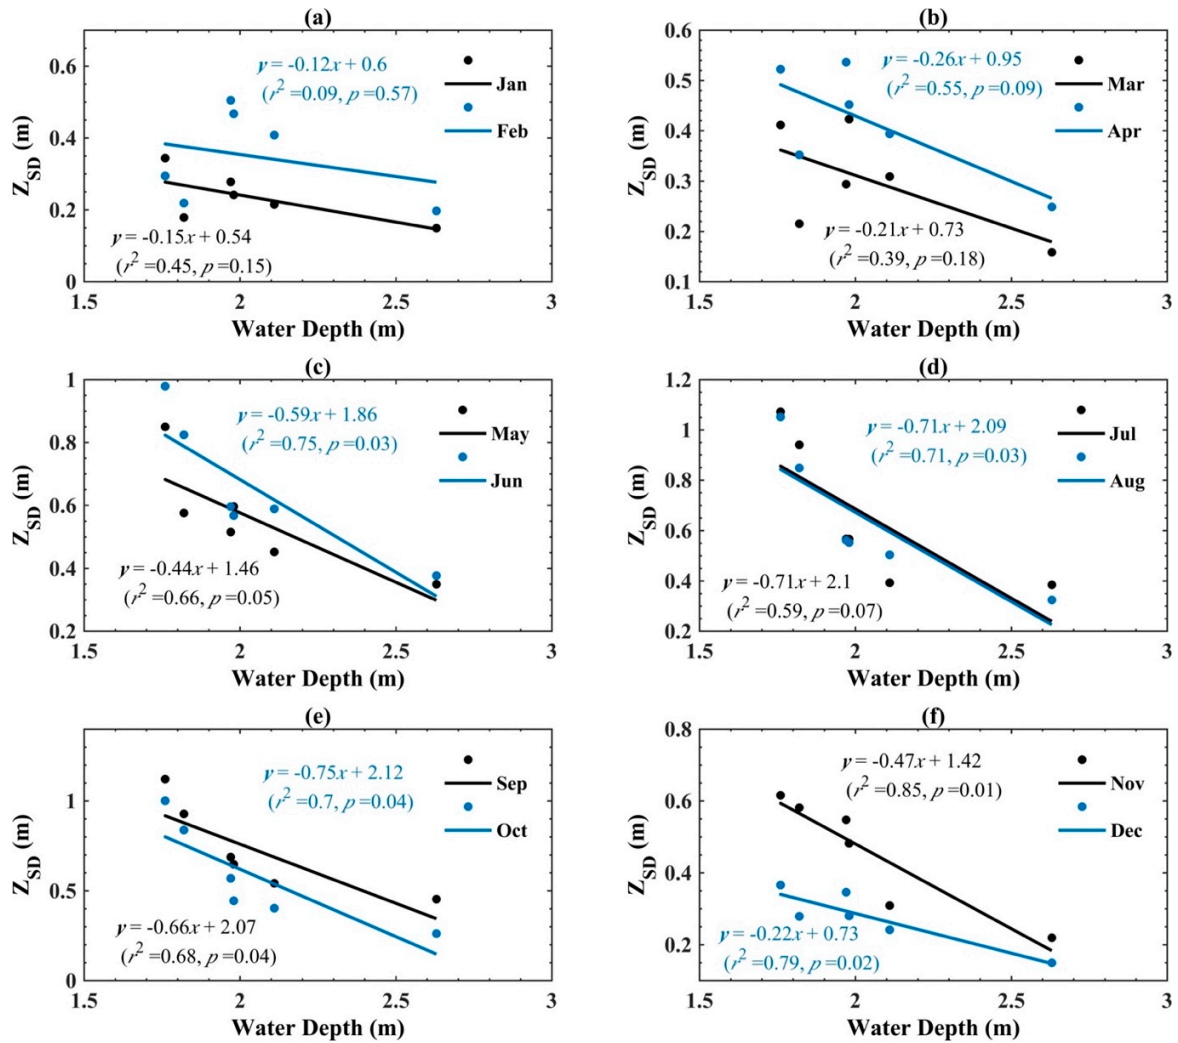 (a)
y = -0.12x + 0.6
(r2 =0.09, p=0.57)
Jan
Feb
y = -0.15x + 0.54
(r2 =0.45, p=0.15)
0.6
0.4
0.2
0
ZSD (m)
1.5 2 2.5 3
Water Depth (m)
(b)
y = -0.26x + 0.95
(r2 =0.55, p=0.09)
Mar
Apr
y = -0.21x + 0.73
(r2 =0.39, p=0.18)
0.6
0.5
0.4
0.3
0.2
0.1
ZSD (m)
1.5 2 2.5 3
Water Depth (m)
(c)
y = -0.59x + 1.86
(r2 =0.75, p=0.03)
May
Jun
y = -0.44x + 1.46
(r2 =0.66, p=0.05)
1
0.8
0.6
0.4
0.2
ZSD (m)
1.5 2 2.5 3
Water Depth (m)
(d)
y = -0.71x + 2.09
(r2 =0.71, p=0.03)
Jul
Aug
y = -0.71x + 2.1
(r2 =0.59, p=0.07)
1.2
1
0.8
0.6
0.4
0.2
ZSD (m)
1.5 2 2.5 3
Water Depth (m)
(e)
y = -0.75x + 2.12
(r2 =0.7, p=0.04)
Sep
Oct
y = -0.66x + 2.07
(r2 =0.68, p=0.04)
1
0.5
0
ZSD (m)
1.5 2 2.5 3
Water Depth (m)
(f)
y = -0.47x + 1.42
(r2 =0.85, p=0.01)
Nov
Dec
y = -0.22x + 0.73
(r2 =0.79, p=0.02)
0.8
0.6
0.4
0.2
ZSD (m)
1.5 2 2.5 3
Water Depth (m)